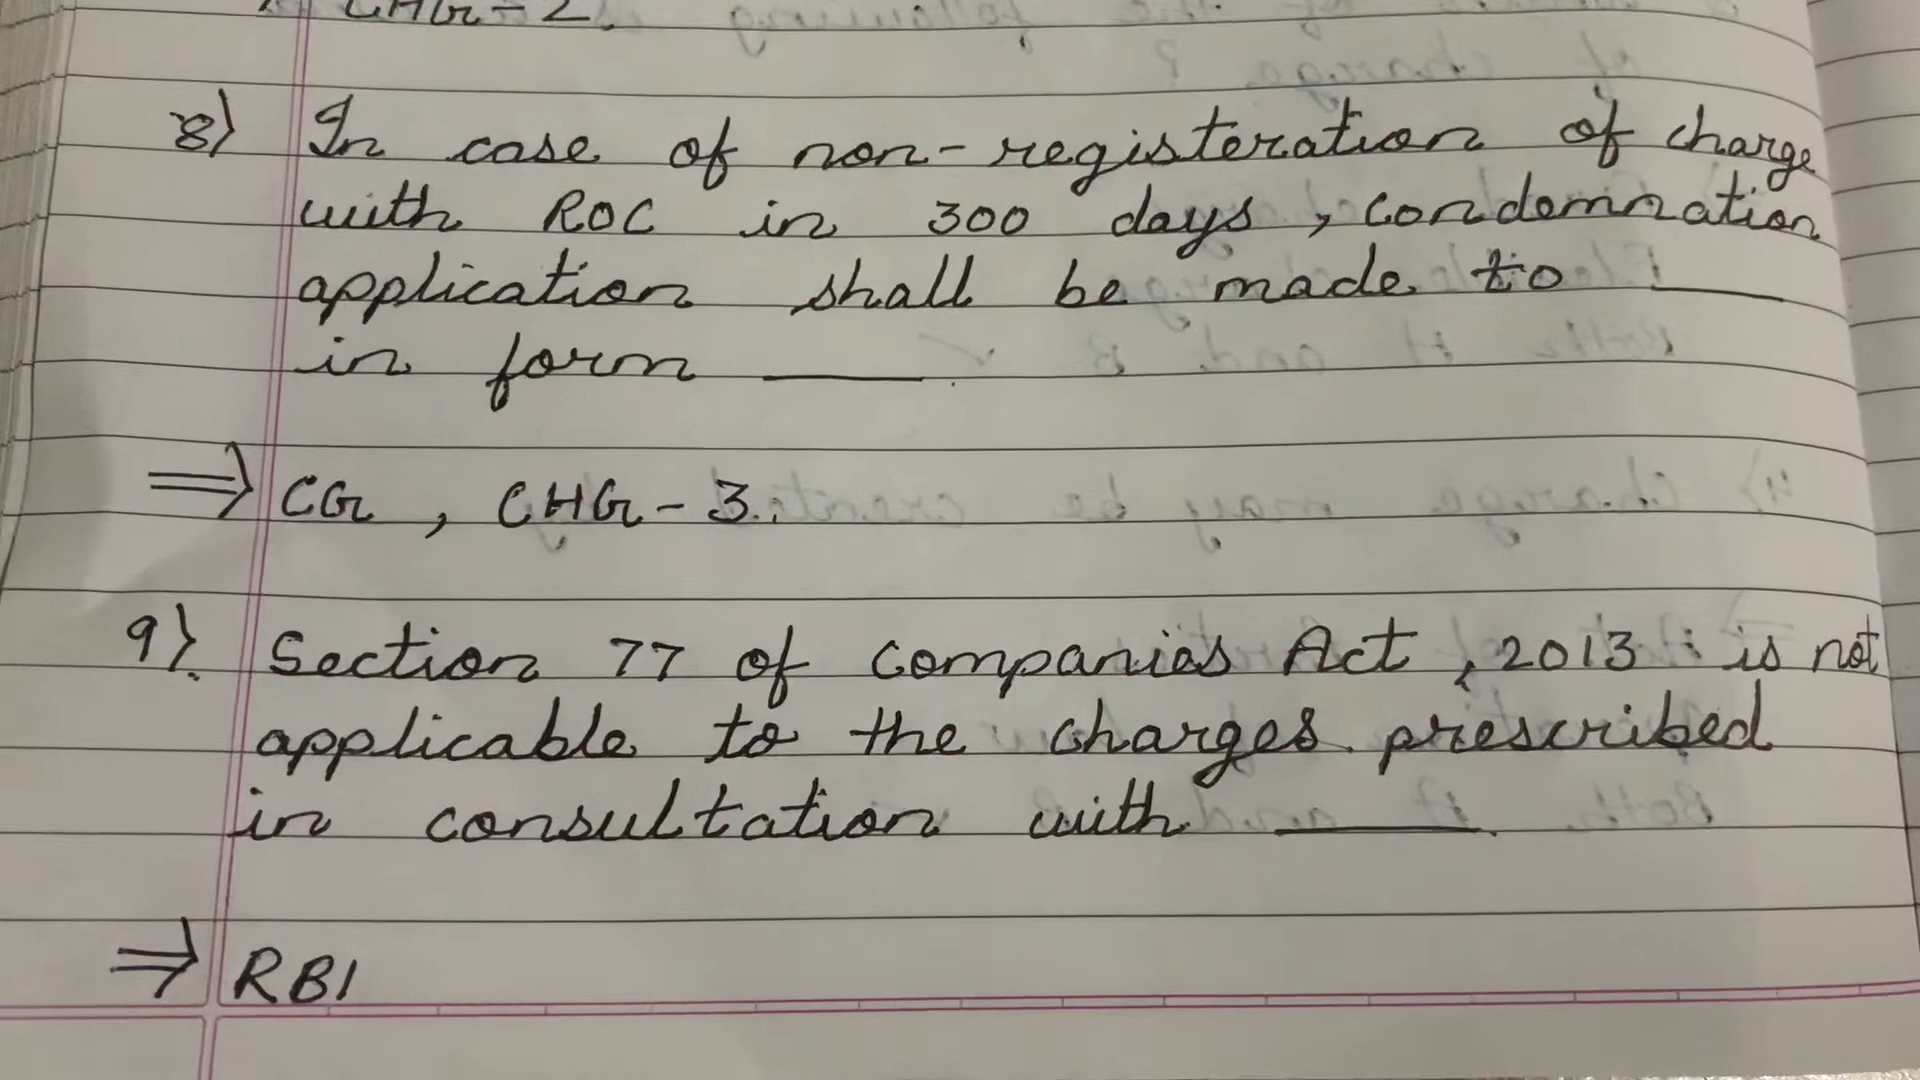 CHG-2.
8) In case of non-registeration of charge
with ROC in 300 days, condemnation
application shall be made to ____
in form ____.
⇒ CG, CHG-3.
9). Section 77 of Companies Act, 2013 is not
applicable to the charges prescribed
in consultation with ____.
⇒ RBI